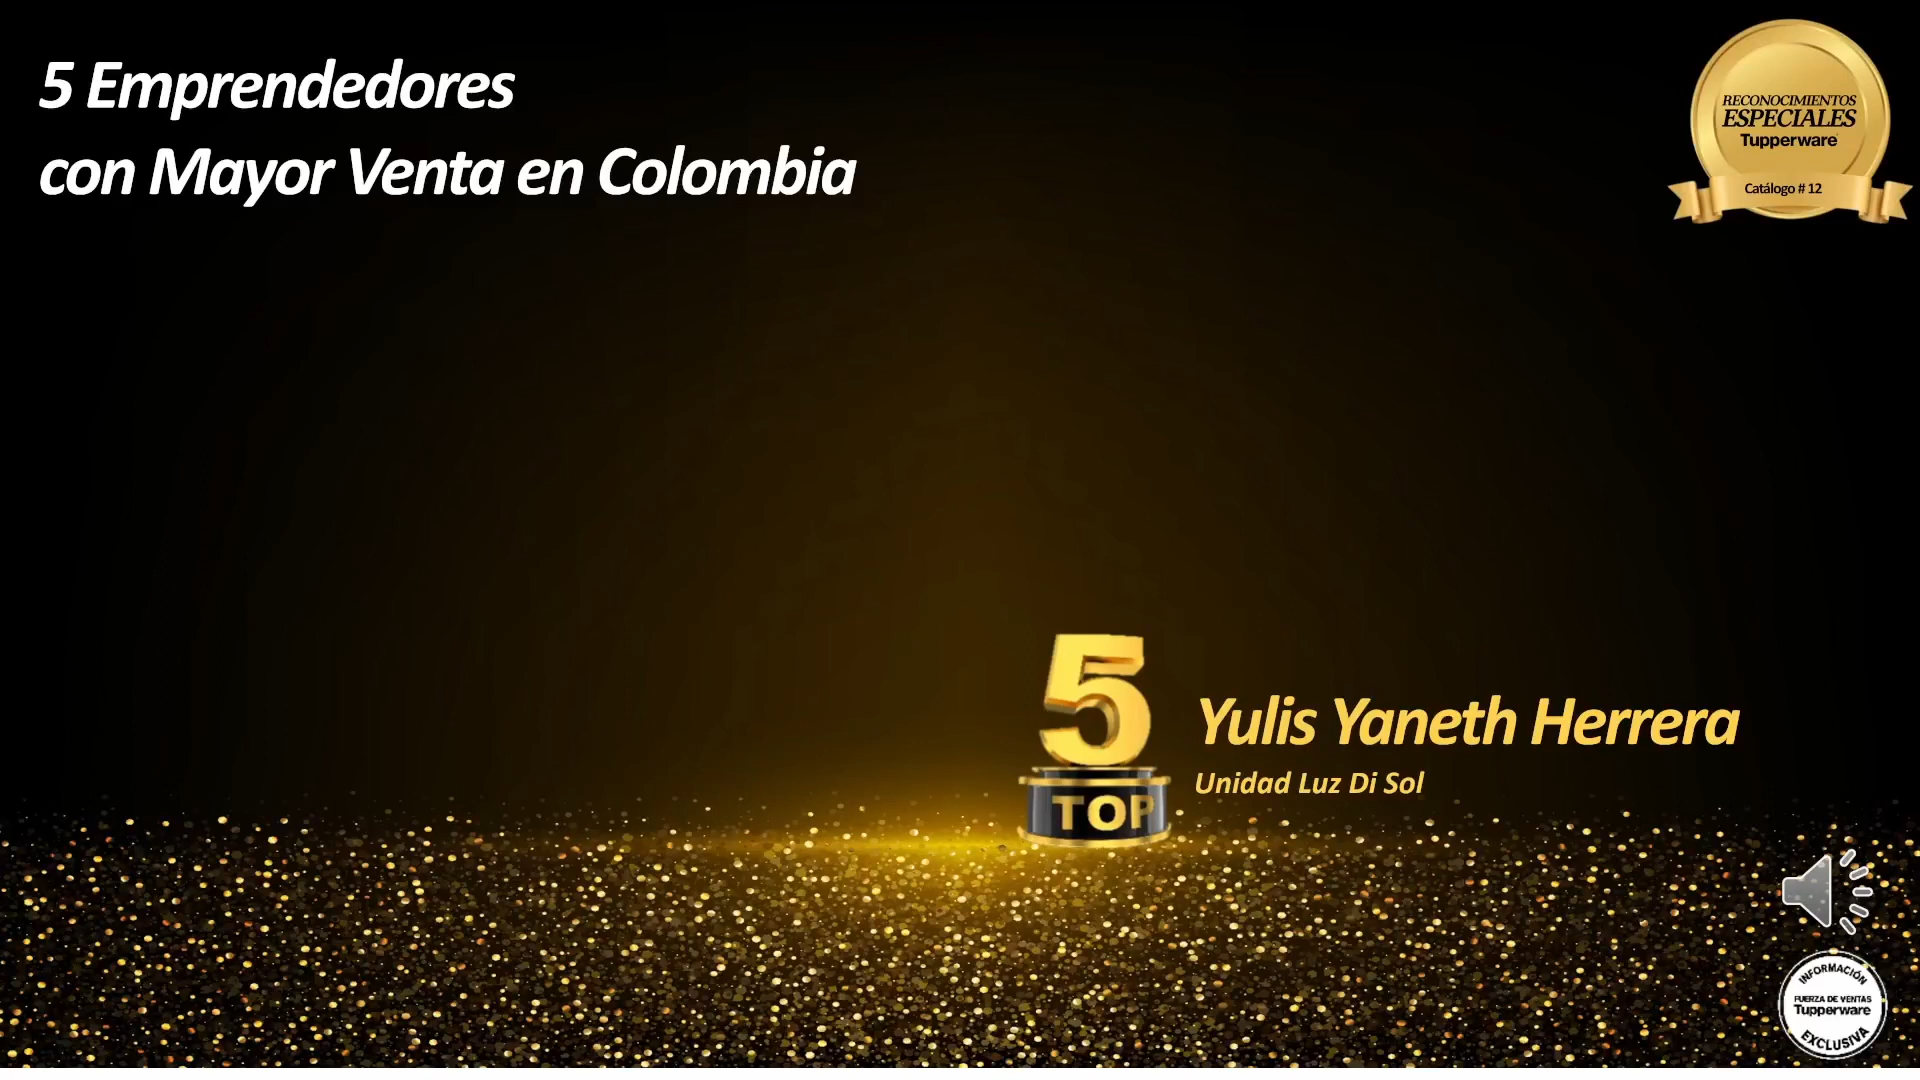 5 Emprendedores
con Mayor Venta en Colombia
RECONOCIMIENTOS
ESPECIALES
Tupperware
Catálogo # 12
5
TOP
Yulis Yaneth Herrera
Unidad Luz Di Sol
INFORMACIÓN
FUERZA DE VENTAS
Tupperware
EXCLUSIVA